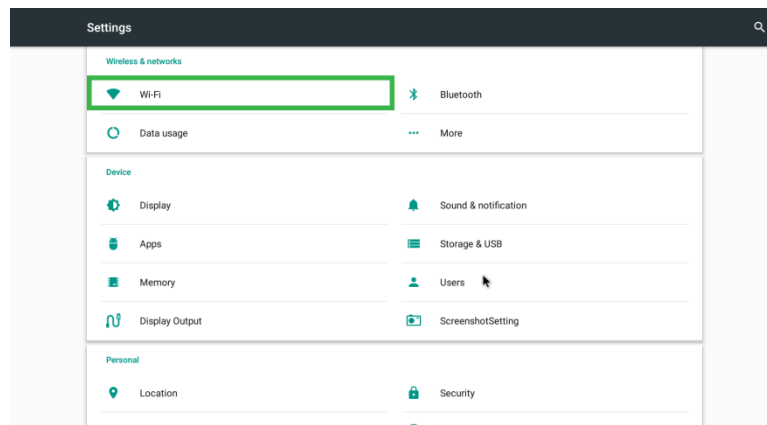 Settings
Wireless & networks
Wi-Fi
Bluetooth
Data usage
More
Device
Display
Sound & notification
Apps
Storage & USB
Memory
Users
Display Output
ScreenshotSetting
Personal
Location
Security